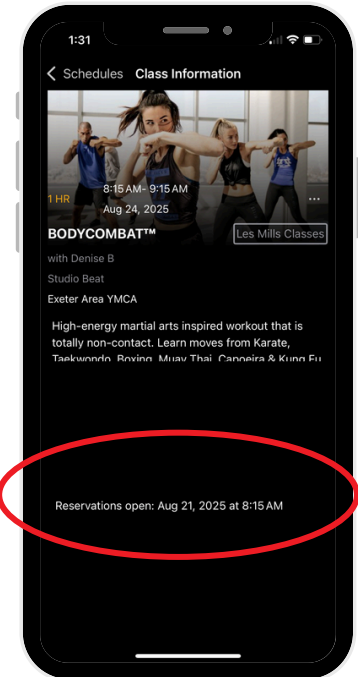 1:31
Schedules Class Information
1 HR
8:15 AM- 9:15 AM
Aug 24, 2025
BODYCOMBAT™
Les Mills Classes
with Denise B
Studio Beat
Exeter Area YMCA
High-energy martial arts inspired workout that is
totally non-contact. Learn moves from Karate,
Taekwondo, Boxing, Muay Thai, Capoeira & Kung Fu
Reservations open: Aug 21, 2025 at 8:15 AM